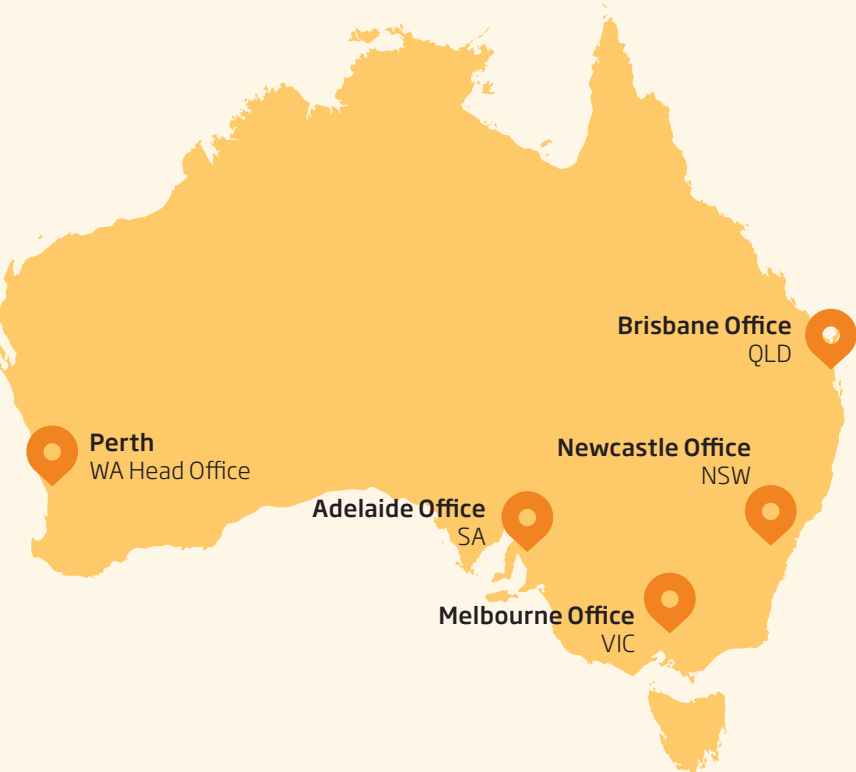 Brisbane Office
QLD
Perth
WA Head Office
Newcastle Office
NSW
Adelaide Office
SA
Melbourne Office
VIC